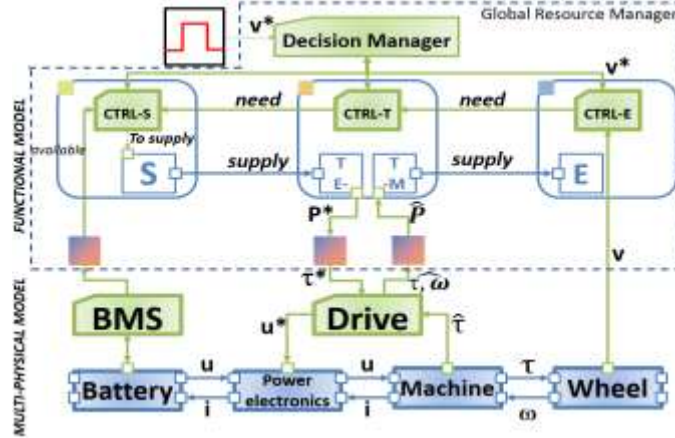 Global Resource Manager
v*
Decision Manager
v*
FUNCTIONAL MODEL
CTRL-S
need
CTRL-T
need
CTRL-E
available
To supply
S
supply
T
E-
T
-M
supply
E
P*
P̂
v
τ*
τ, ω̂
MULTI-PHYSICAL MODEL
BMS
Drive
u*
τ̂
Battery
u
i
Power
electronics
u
i
Machine
τ
ω
Wheel